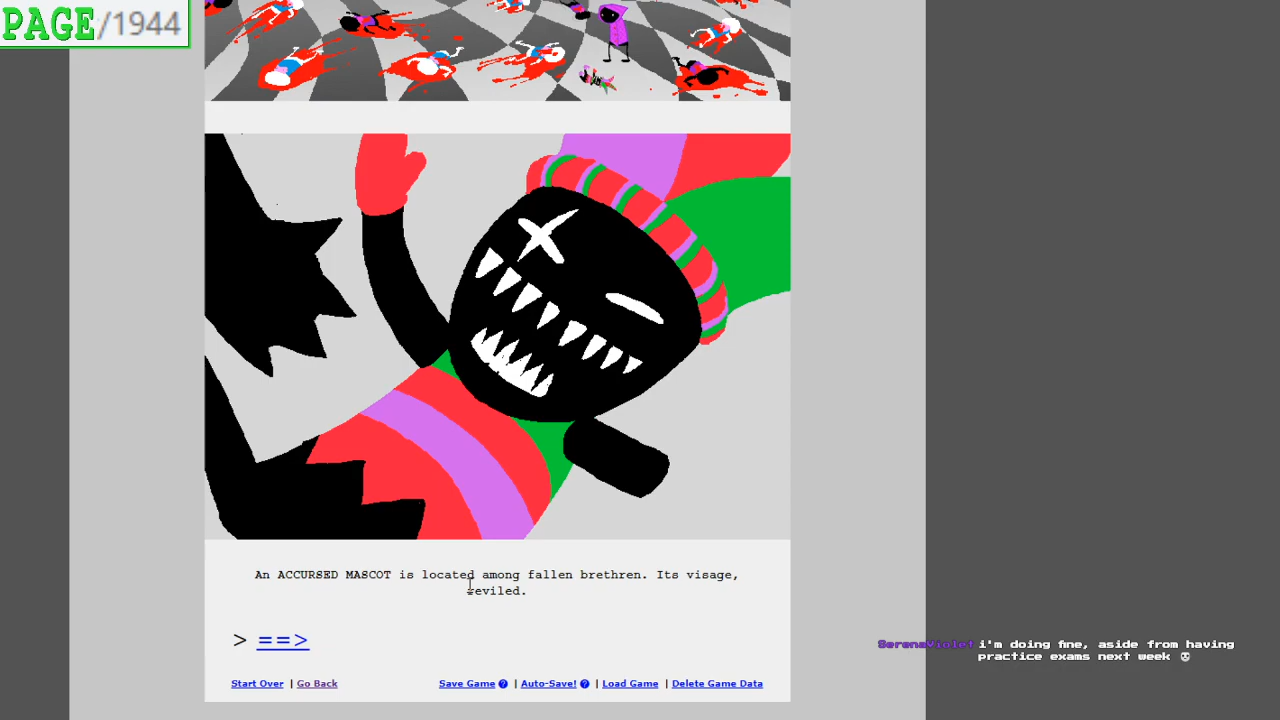 PAGE/1944
An ACCURSED MASCOT is located among fallen brethren. Its visage,
reviled.
> ==>
Start Over | Go Back Save Game ? | Auto-Save! ? | Load Game | Delete Game Data
SerenaViolet i'm doing fine, aside from having
practice exams next week